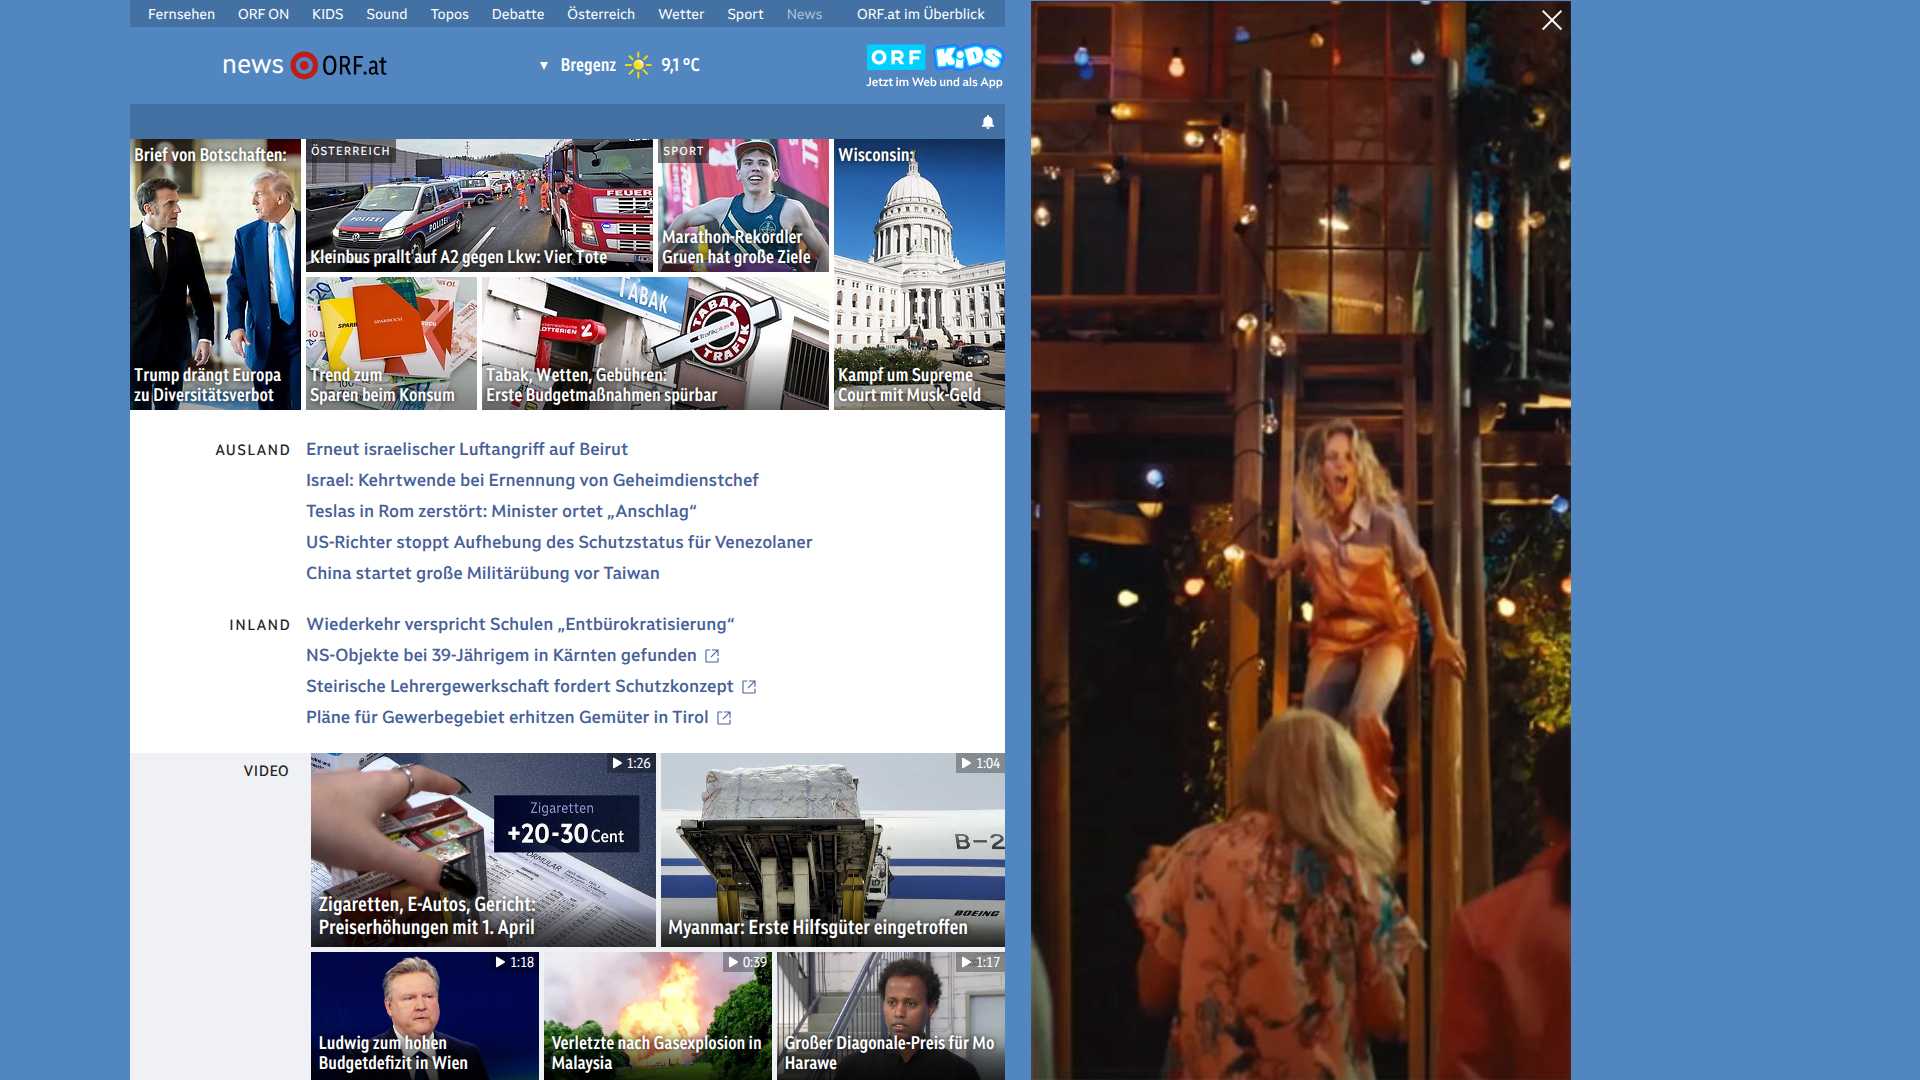 Fernsehen ORF ON KIDS Sound Topos Debatte Österreich Wetter Sport News ORF.at im Überblick
news ORF.at
▼ Bregenz 9,1 °C
ORF KiDS
Jetzt im Web und als App
Brief von Botschaften:
Trump drängt Europa
zu Diversitätsverbot
ÖSTERREICH
POLIZEI
POLIZEI
FEUER
Kleinbus prallt auf A2 gegen Lkw: Vier Tote
SPORT
Marathon-Rekordler
Gruen hat große Ziele
Wisconsin:
Kampf um Supreme
Court mit Musk-Geld
SPARBUCH
Trend zum
Sparen beim Konsum
TABAK
LOTTERIEN
TABAK
TRAFIK
Tabak, Wetten, Gebühren:
Erste Budgetmaßnahmen spürbar
AUSLAND
Erneut israelischer Luftangriff auf Beirut
Israel: Kehrtwende bei Ernennung von Geheimdienstchef
Teslas in Rom zerstört: Minister ortet „Anschlag“
US-Richter stoppt Aufhebung des Schutzstatus für Venezolaner
China startet große Militärübung vor Taiwan
INLAND
Wiederkehr verspricht Schulen „Entbürokratisierung“
NS-Objekte bei 39-Jährigem in Kärnten gefunden
Steirische Lehrergewerkschaft fordert Schutzkonzept
Pläne für Gewerbegebiet erhitzen Gemüter in Tirol
VIDEO
1:26
Zigaretten
+20-30 Cent
FORMULAR
Zigaretten, E-Autos, Gericht:
Preiserhöhungen mit 1. April
1:04
B-2
BOEING
Myanmar: Erste Hilfsgüter eingetroffen
1:18
Ludwig zum hohen
Budgetdefizit in Wien
0:39
Verletzte nach Gasexplosion in
Malaysia
1:17
Großer Diagonale-Preis für Mo
Harawe